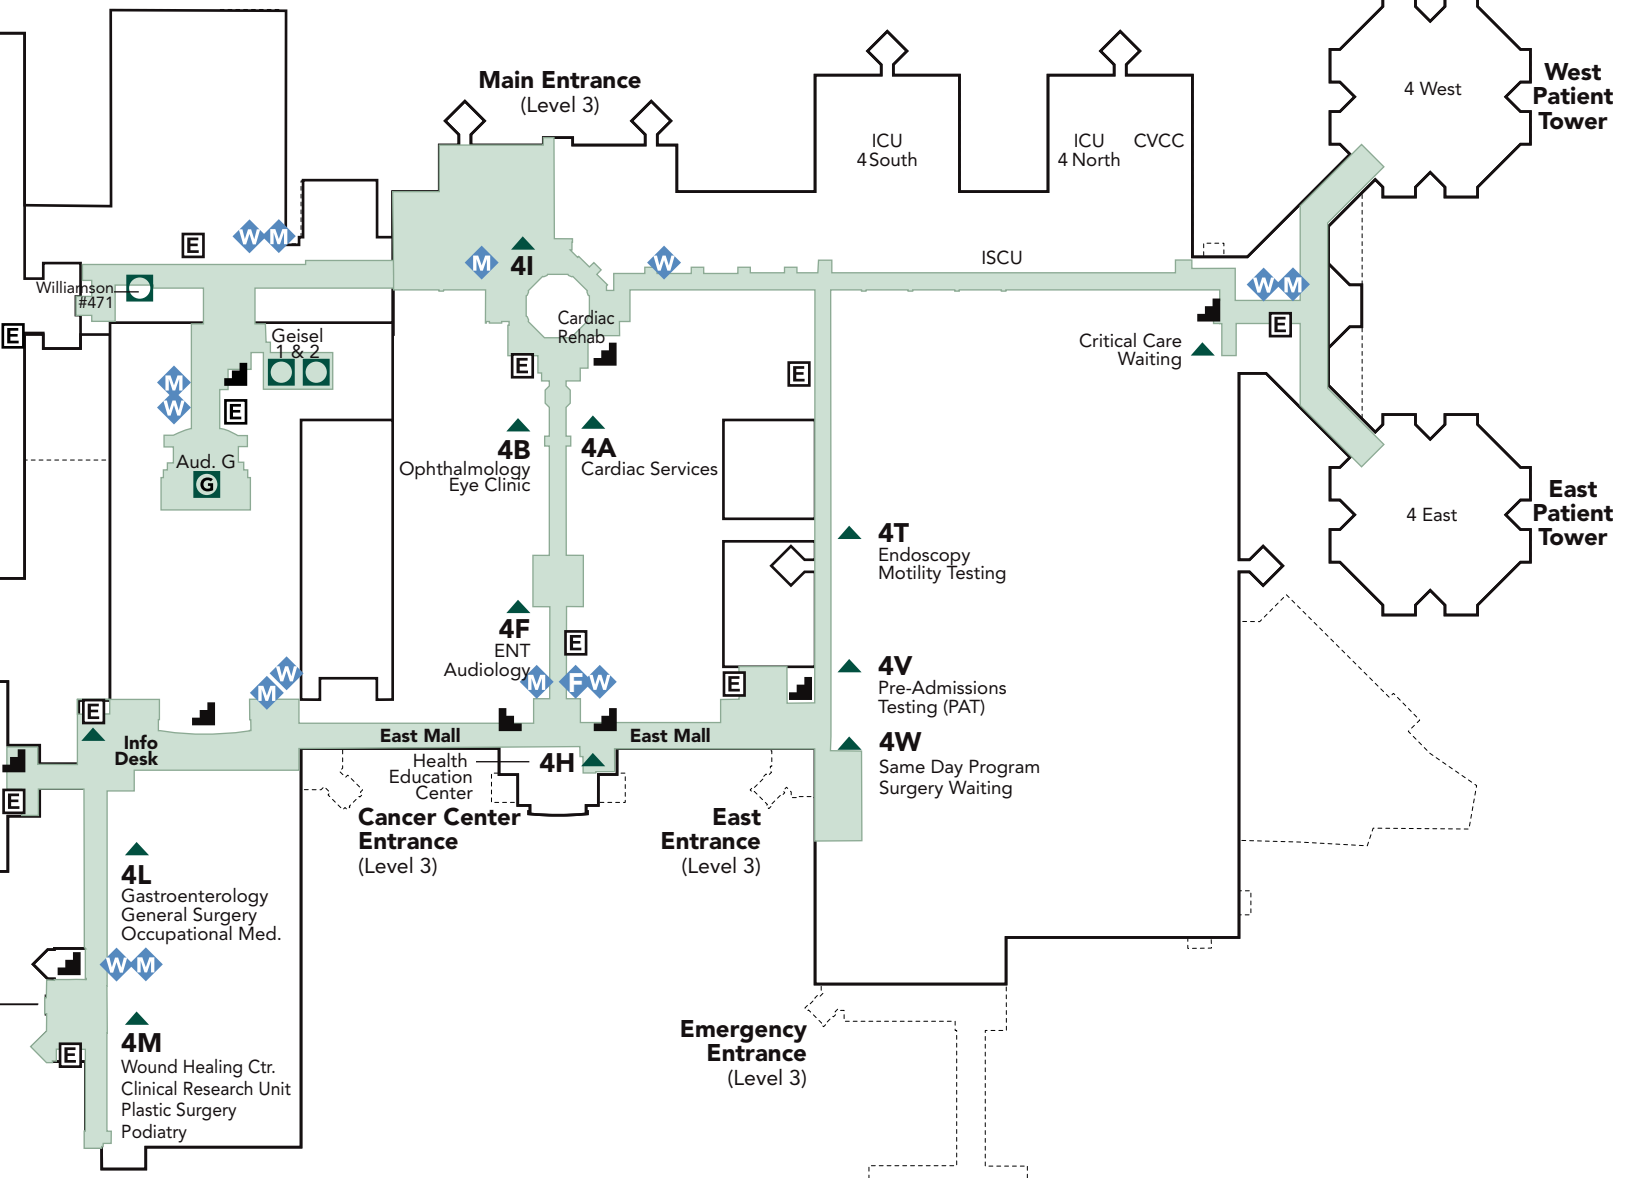 Main Entrance
(Level 3)
West
Patient
Tower
4 West
ICU
4 South
ICU
4 North
CVCC
E
W
M
M
4I
W
ISCU
Williamson
#471
W
M
E
E
Geisel
1 & 2
Cardiac
Rehab
E
E
Critical Care
Waiting
M
W
E
4B
Ophthalmology
Eye Clinic
4A
Cardiac Services
Aud. G
G
4 East
East
Patient
Tower
4T
Endoscopy
Motility Testing
4F
ENT
Audiology
E
M
F
W
W
M
E
4V
Pre-Admissions
Testing (PAT)
E
Info
Desk
East Mall
East Mall
4W
Same Day Program
Surgery Waiting
Health
Education
Center
4H
E
Cancer Center
Entrance
(Level 3)
East
Entrance
(Level 3)
4L
Gastroenterology
General Surgery
Occupational Med.
W
M
4M
Wound Healing Ctr.
Clinical Research Unit
Plastic Surgery
Podiatry
E
Emergency
Entrance
(Level 3)